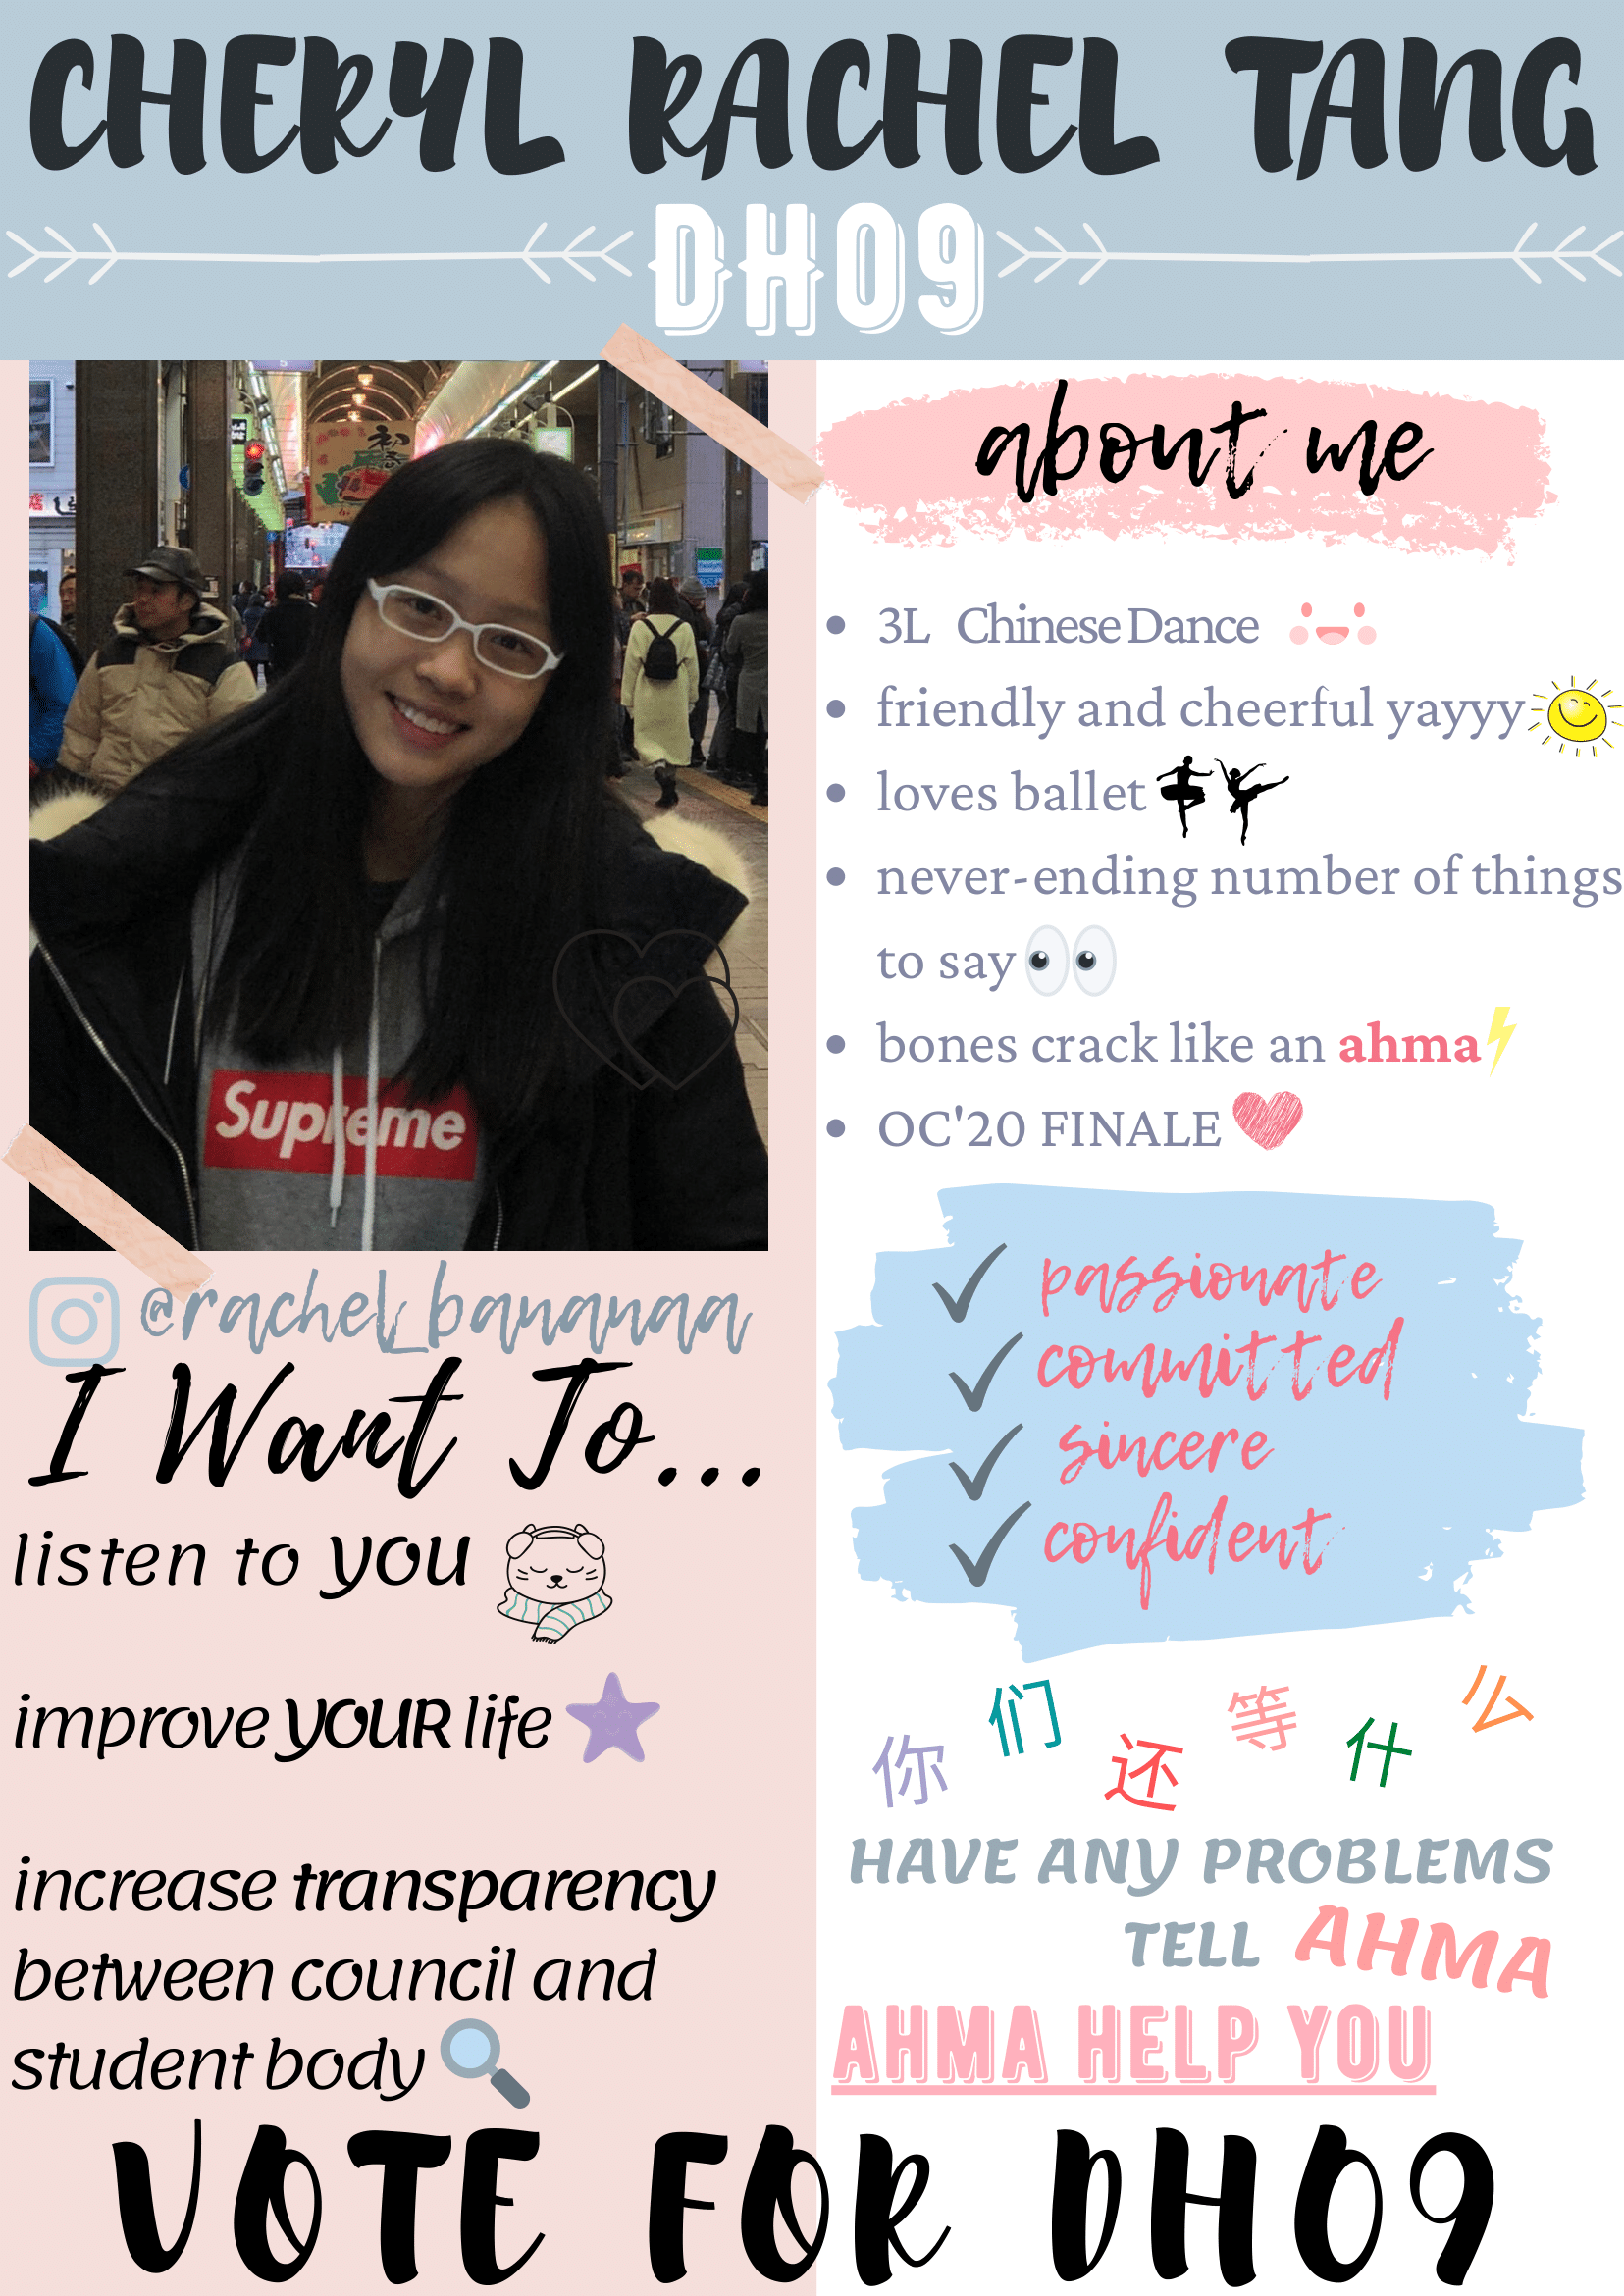 CHERYL RACHEL TANG
DH09
初
店
Supreme
@rachel_bananaa
I Want To...
listen to YOU
improve YOUR life
increase transparency
between council and
student body
about me
3L Chinese Dance
friendly and cheerful yayyy
loves ballet
never-ending number of things
to say
bones crack like an ahma
OC'20 FINALE
passionate
committed
sincere
confident
你们还等什么
HAVE ANY PROBLEMS
TELL AHMA
AHMA HELP YOU
VOTE FOR DH09